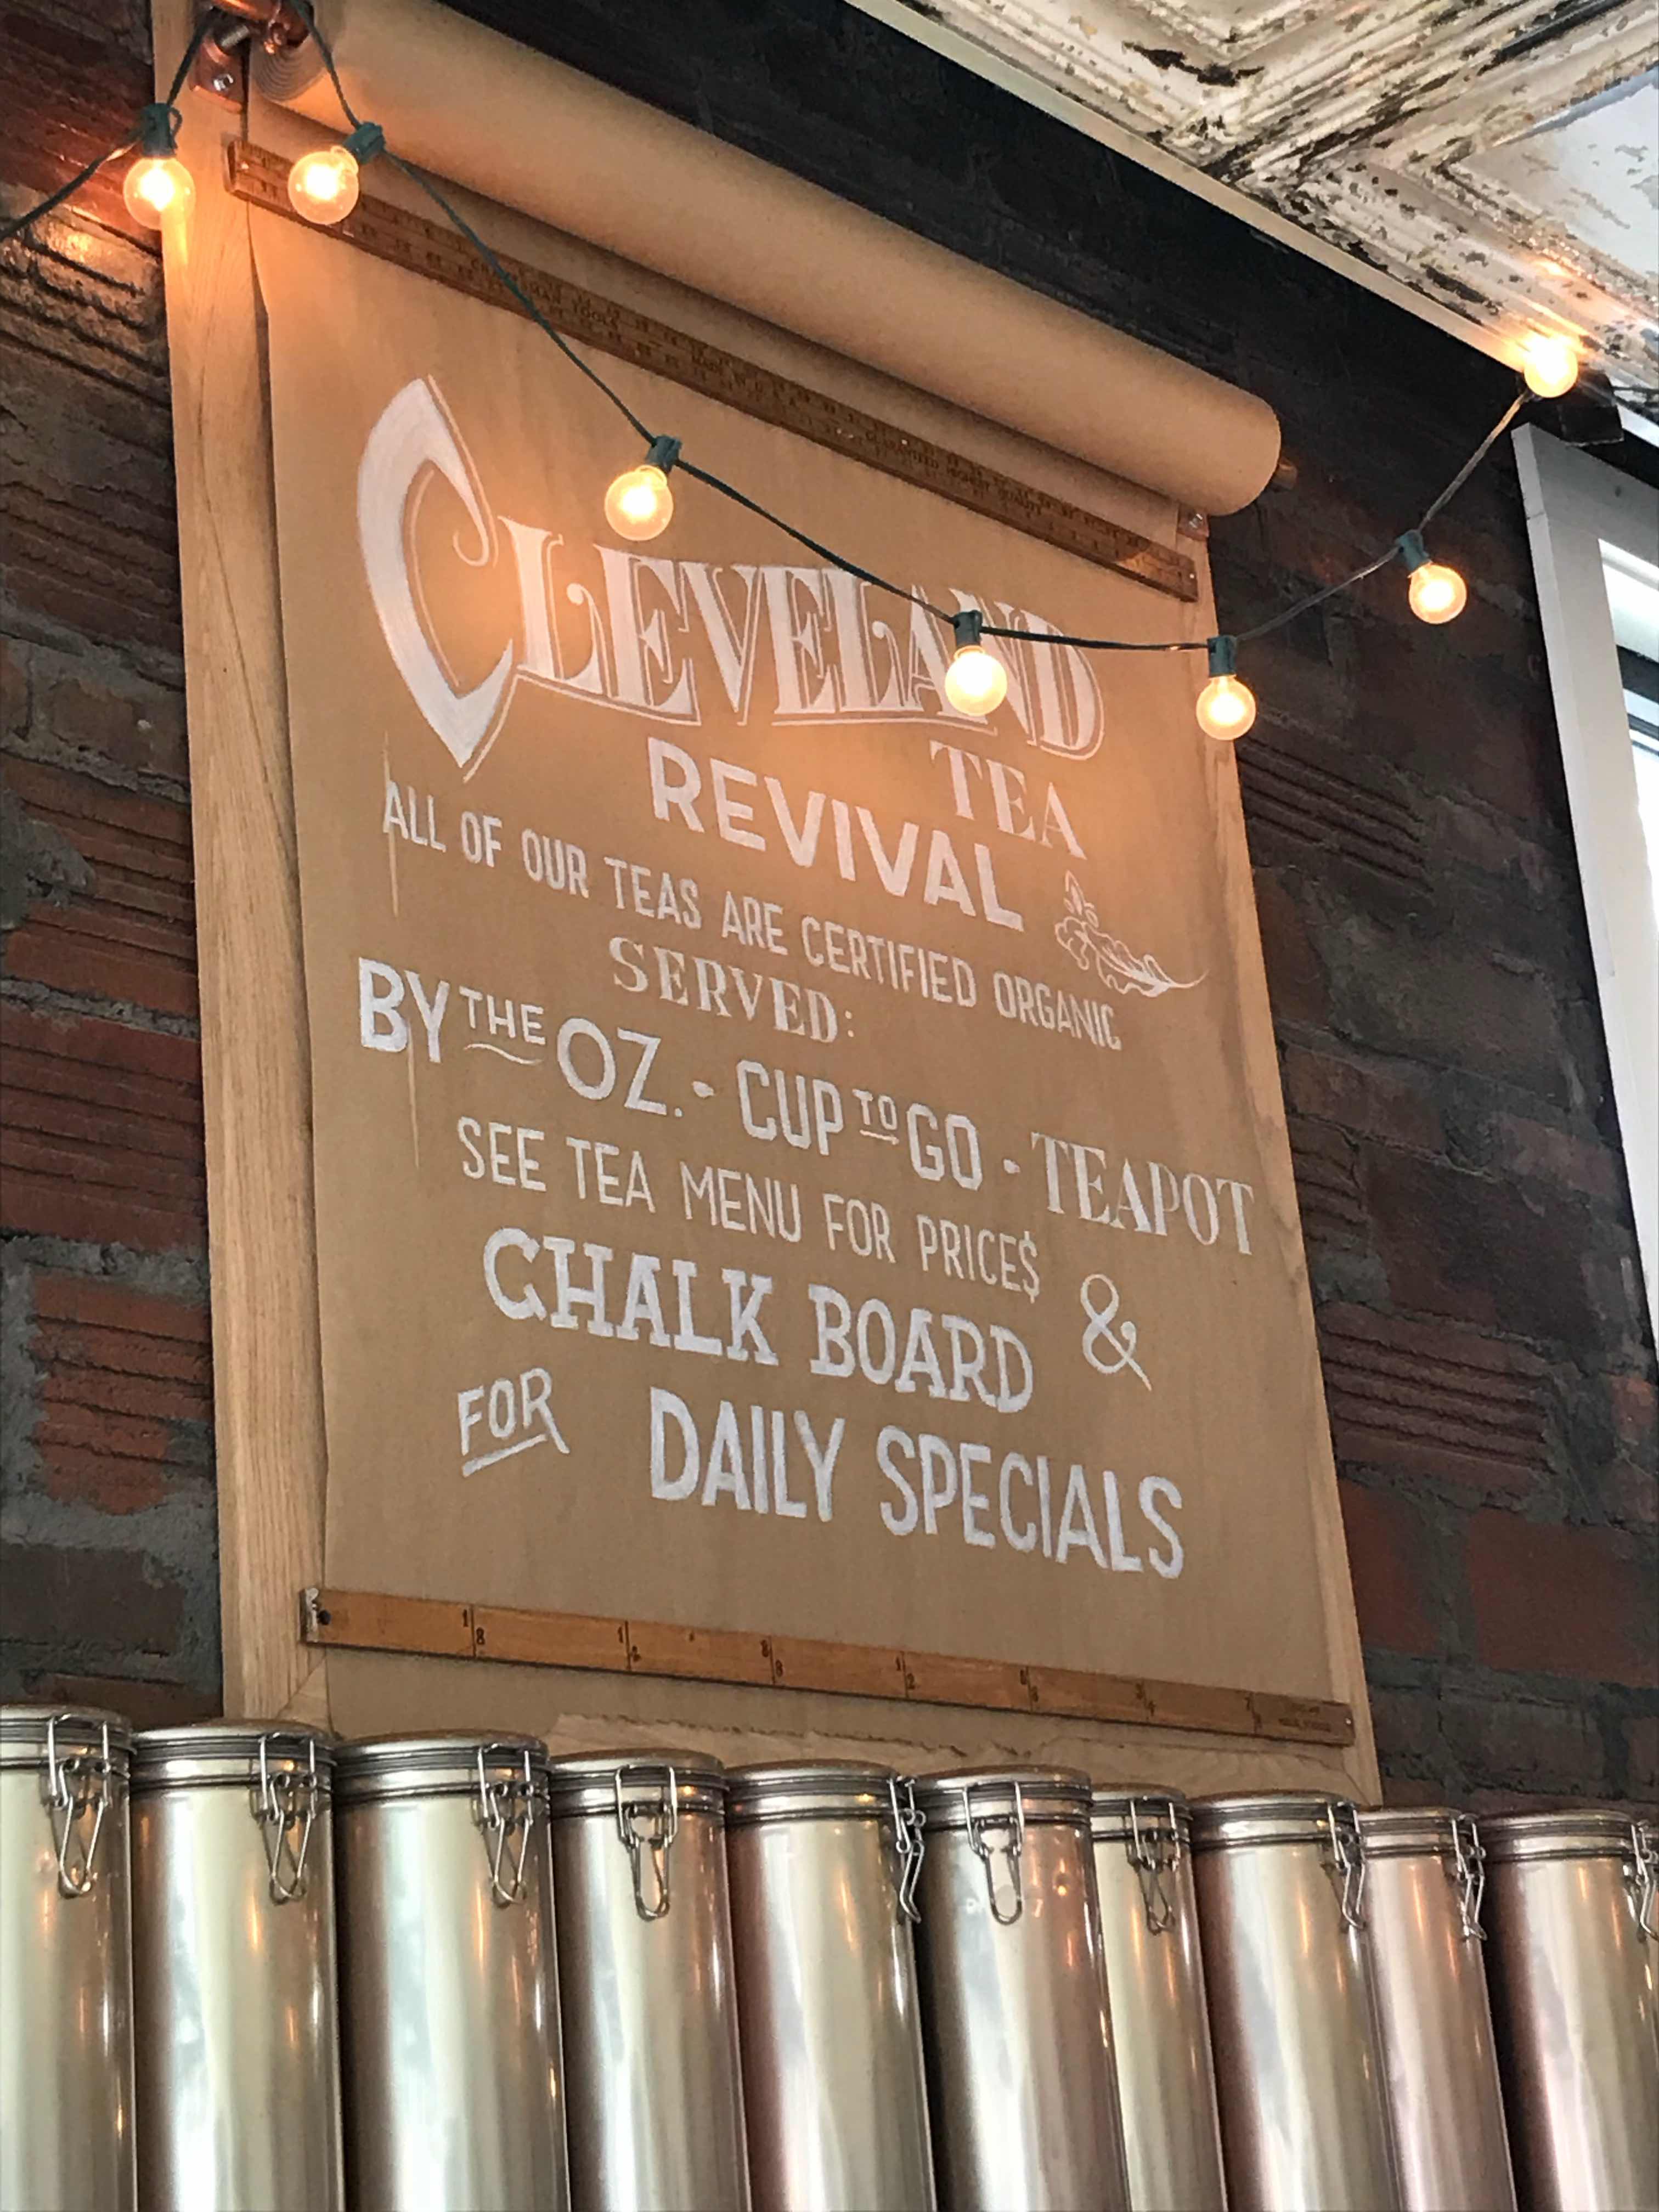 CLEVELAND
TEA
REVIVAL
ALL OF OUR TEAS ARE CERTIFIED ORGANIC
SERVED:
BY THE OZ. - CUP TO GO - TEAPOT
SEE TEA MENU FOR PRICE$
CHALK BOARD &
FOR DAILY SPECIALS